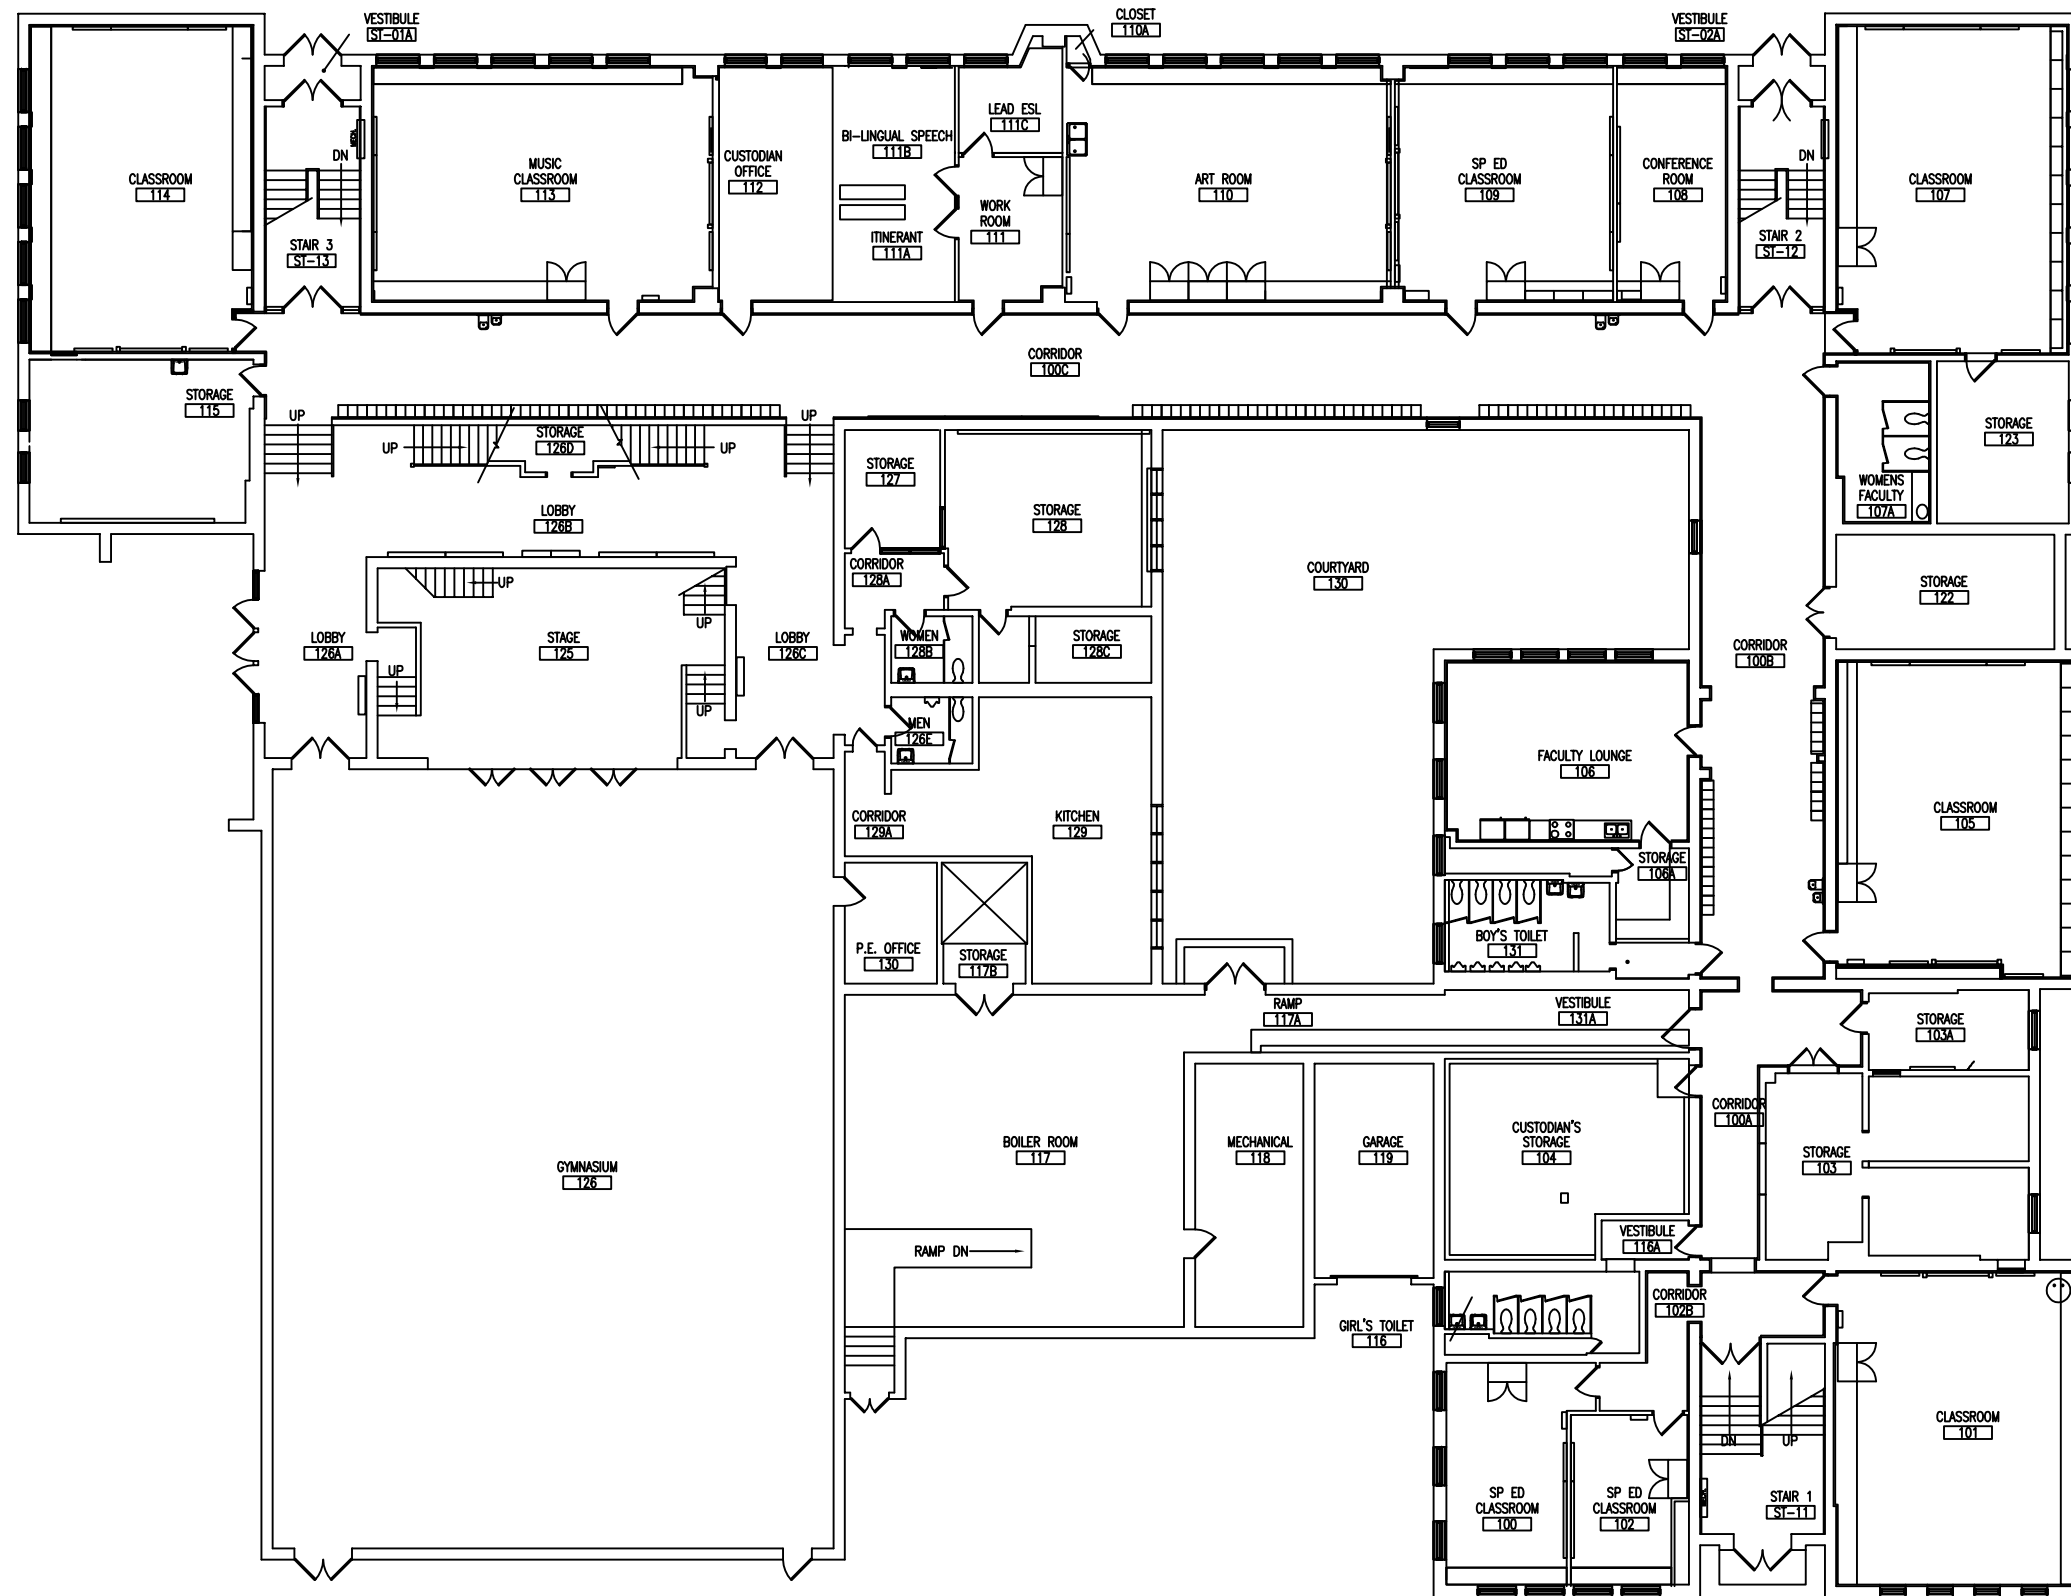 VESTIBULE
ST-01A
CLOSET
110A
VESTIBULE
ST-02A
CLASSROOM
114
DN
MECH.
STAIR 3
ST-13
MUSIC
CLASSROOM
113
CUSTODIAN
OFFICE
112
BI-LINGUAL SPEECH
111B
ITINERANT
111A
LEAD ESL
111C
WORK
ROOM
111
ART ROOM
110
SP ED
CLASSROOM
109
CONFERENCE
ROOM
108
DN
STAIR 2
ST-12
CLASSROOM
107
CORRIDOR
100C
STORAGE
115
UP
UP
STORAGE
126D
UP
UP
STORAGE
127
STORAGE
128
WOMENS
FACULTY
107A
STORAGE
123
LOBBY
126B
CORRIDOR
128A
COURTYARD
130
STORAGE
122
UP
UP
LOBBY
126A
STAGE
125
LOBBY
126C
WOMEN
128B
STORAGE
128C
CORRIDOR
100B
UP
UP
MEN
126E
FACULTY LOUNGE
106
CORRIDOR
129A
KITCHEN
129
CLASSROOM
105
STORAGE
106A
P.E. OFFICE
130
STORAGE
117B
BOY'S TOILET
131
RAMP
117A
VESTIBULE
131A
STORAGE
103A
CORRIDOR
100A
GYMNASIUM
126
BOILER ROOM
117
MECHANICAL
118
GARAGE
119
CUSTODIAN'S
STORAGE
104
STORAGE
103
RAMP DN
VESTIBULE
116A
GIRL'S TOILET
116
CORRIDOR
102B
CLASSROOM
101
DN
UP
SP ED
CLASSROOM
100
SP ED
CLASSROOM
102
STAIR 1
ST-11